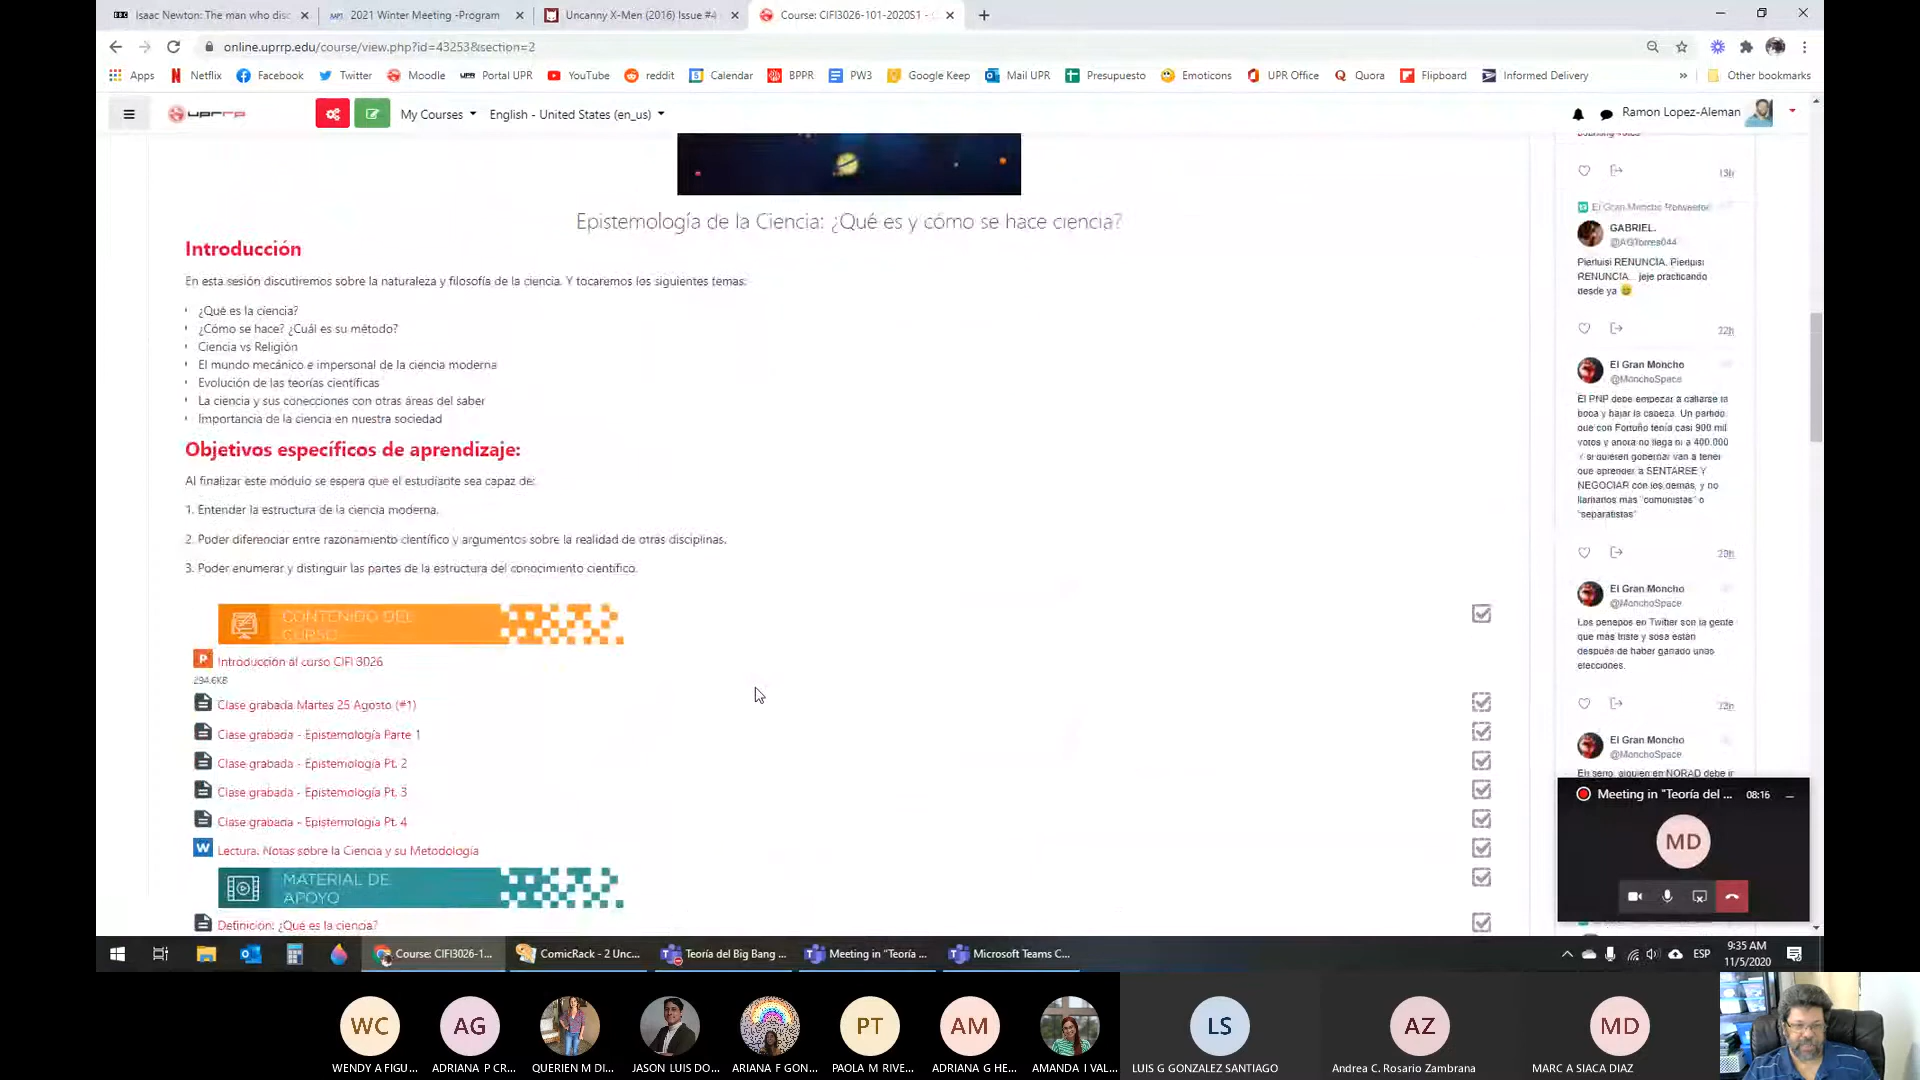 Isaac Newton: The man who disc
2021 Winter Meeting -Program
Uncanny X-Men (2016) Issue #4
Course: CIFI3026-101-2020S1 -
online.uprrp.edu/course/view.php?id=43253&section=2
Apps
Netflix
Facebook
Twitter
Moodle
Portal UPR
YouTube
reddit
Calendar
BPPR
PW3
Google Keep
Mail UPR
Presupuesto
Emoticons
UPR Office
Quora
Flipboard
Informed Delivery
Other bookmarks
uprrp
My Courses
English - United States (en_us)
Ramon Lopez-Aleman
Epistemología de la Ciencia: ¿Qué es y cómo se hace ciencia?
Introducción
En esta sesión discutiremos sobre la naturaleza y filosofía de la ciencia. Y tocaremos los siguientes temas:
¿Qué es la ciencia?
¿Cómo se hace? ¿Cuál es su método?
Ciencia vs Religión
El mundo mecánico e impersonal de la ciencia moderna
Evolución de las teorías científicas
La ciencia y sus conecciones con otras áreas del saber
Importancia de la ciencia en nuestra sociedad
Objetivos específicos de aprendizaje:
Al finalizar este módulo se espera que el estudiante sea capaz de:
1. Entender la estructura de la ciencia moderna.
2. Poder diferenciar entre razonamiento científico y argumentos sobre la realidad de otras disciplinas.
3. Poder enumerar y distinguir las partes de la estructura del conocimiento científico.
CONTENIDO DEL
CURSO
Introducción al curso CIFI 3026
294.6KB
Clase grabada Martes 25 Agosto (#1)
Clase grabada - Epistemología Parte 1
Clase grabada - Epistemología Pt. 2
Clase grabada - Epistemología Pt. 3
Clase grabada - Epistemología Pt. 4
Lectura. Notas sobre la Ciencia y su Metodología
MATERIAL DE
APOYO
Definición: ¿Qué es la ciencia?
13h
El Gran Moncho Retweeted
GABRIEL.
@AGTorres044
Pierluisi RENUNCIA. Pierluisi
RENUNCIA... jeje practicando
desde ya
22h
El Gran Moncho
@MonchoSpace
El PNP debe empezar a callarse la
boca y bajar la cabeza. Un partido
que con Fortuño tenía casi 900 mil
votos y ahora no llega ni a 400,000
Y si quieren gobernar van a tener
que aprender a SENTARSE Y
NEGOCIAR con los demás, y no
llamarlos más "comunistas" o
"separatistas"
El Gran Moncho
@MonchoSpace
Los penepés en Twitter son la gente
que más triste y sosa están
después de haber ganado unas
elecciones.
El Gran Moncho
@MonchoSpace
En serio, alguien en NORAD debe ir
Meeting in "Teoría del ...
08:16
MD
Course: CIFI3026-1...
ComicRack - 2 Unc...
Teoría del Big Bang ...
Meeting in "Teoría ...
Microsoft Teams C...
ESP
9:35 AM
11/5/2020
WC
AG
PT
AM
LS
AZ
MD
WENDY A FIGU...
ADRIANA P CR...
QUERIEN M DI...
JASON LUIS DO...
ARIANA F GON...
PAOLA M RIVE...
ADRIANA G HE...
AMANDA I VAL...
LUIS G GONZALEZ SANTIAGO
Andrea C. Rosario Zambrana
MARC A SIACA DIAZ